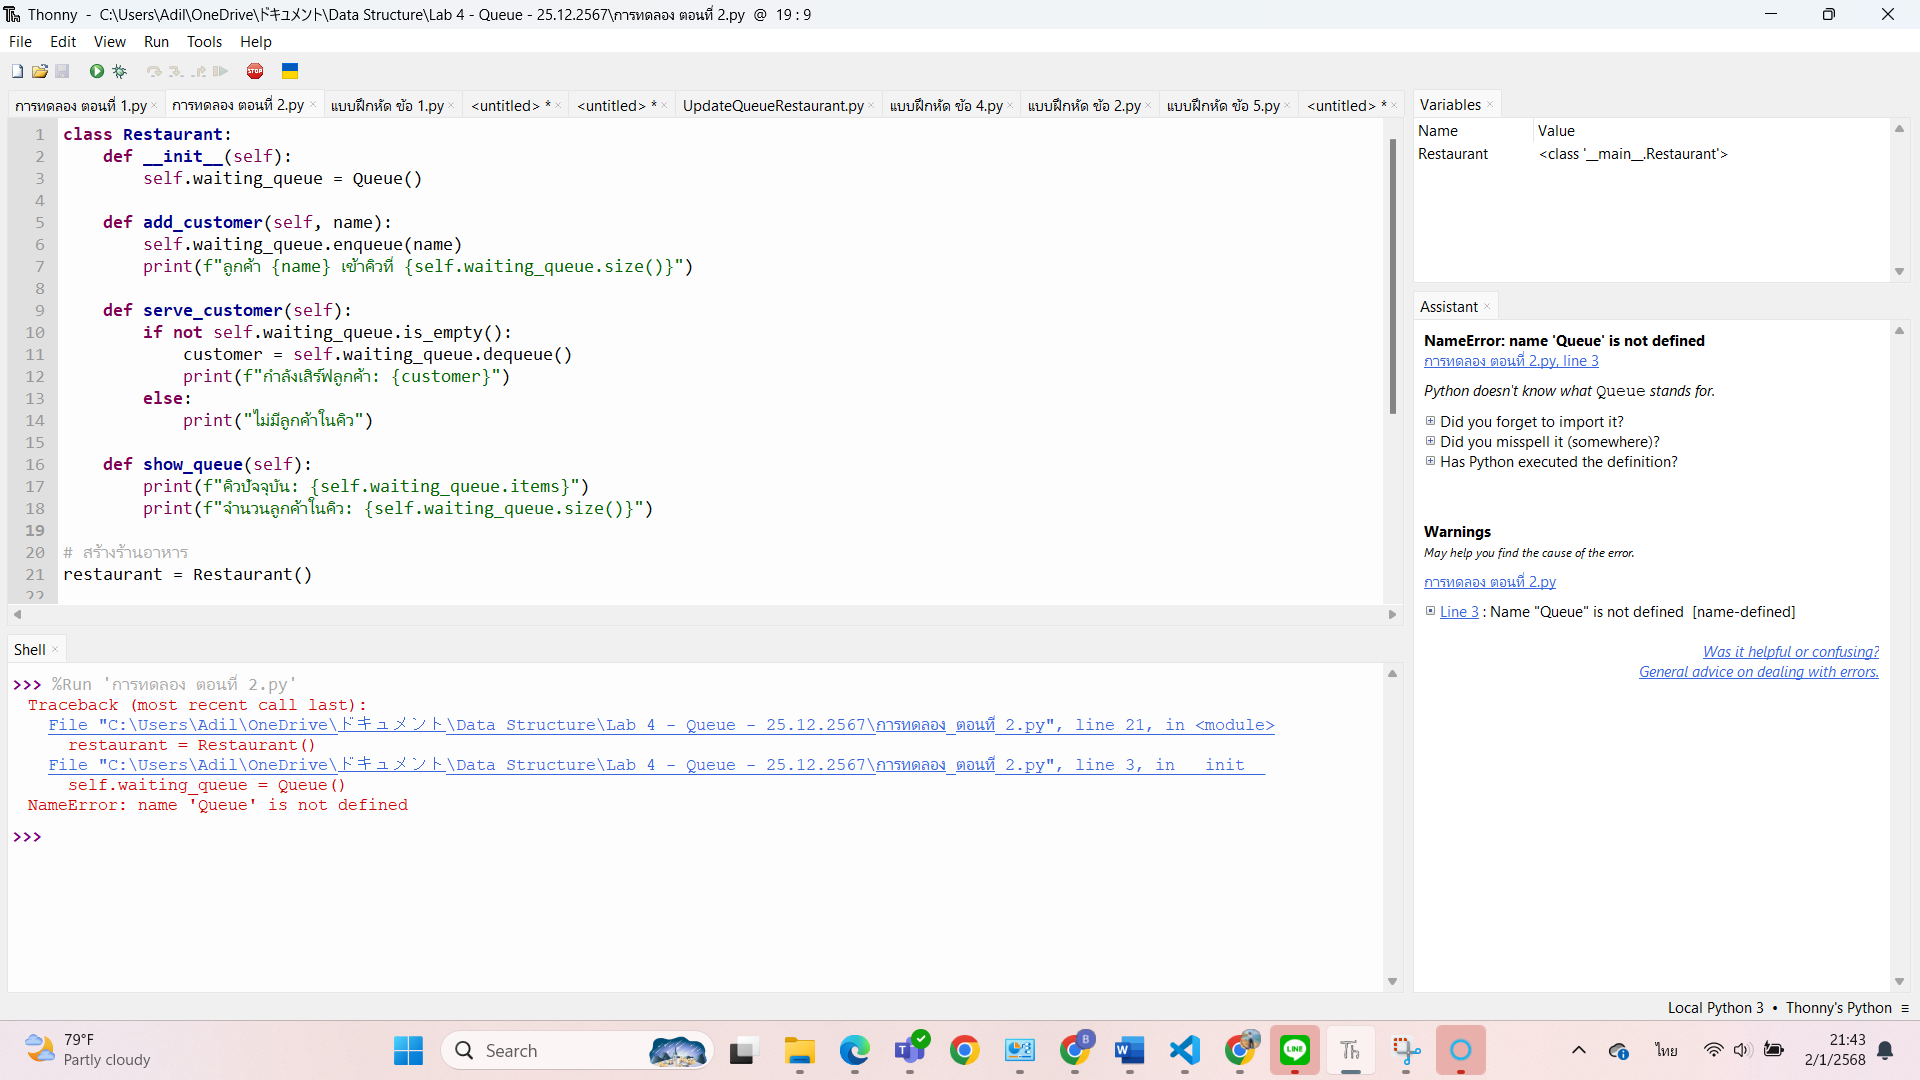 Thonny - C:\Users\Adil\OneDrive\ドキュメント\Data Structure\Lab 4 - Queue - 25.12.2567\การทดลอง ตอนที่ 2.py @ 19 : 9
File Edit View Run Tools Help
การทดลอง ตอนที่ 1.py × การทดลอง ตอนที่ 2.py × แบบฝึกหัด ข้อ 1.py × <untitled> * × <untitled> * × UpdateQueueRestaurant.py × แบบฝึกหัด ข้อ 4.py × แบบฝึกหัด ข้อ 2.py × แบบฝึกหัด ข้อ 5.py × <untitled> * ×
1 class Restaurant:
2 def __init__(self):
3 self.waiting_queue = Queue()
4
5 def add_customer(self, name):
6 self.waiting_queue.enqueue(name)
7 print(f"ลูกค้า {name} เข้าคิวที่ {self.waiting_queue.size()}")
8
9 def serve_customer(self):
10 if not self.waiting_queue.is_empty():
11 customer = self.waiting_queue.dequeue()
12 print(f"กำลังเสิร์ฟลูกค้า: {customer}")
13 else:
14 print("ไม่มีลูกค้าในคิว")
15
16 def show_queue(self):
17 print(f"คิวปัจจุบัน: {self.waiting_queue.items}")
18 print(f"จำนวนลูกค้าในคิว: {self.waiting_queue.size()}")
19
20 # สร้างร้านอาหาร
21 restaurant = Restaurant()
22
Shell ×
>>> %Run 'การทดลอง ตอนที่ 2.py'
Traceback (most recent call last):
File "C:\Users\Adil\OneDrive\ドキュメント\Data Structure\Lab 4 - Queue - 25.12.2567\การทดลอง ตอนที่ 2.py", line 21, in <module>
restaurant = Restaurant()
File "C:\Users\Adil\OneDrive\ドキュメント\Data Structure\Lab 4 - Queue - 25.12.2567\การทดลอง ตอนที่ 2.py", line 3, in __init__
self.waiting_queue = Queue()
NameError: name 'Queue' is not defined
>>>
Variables ×
Name Value
Restaurant <class '__main__.Restaurant'>
Assistant ×
NameError: name 'Queue' is not defined
การทดลอง ตอนที่ 2.py, line 3
Python doesn't know what Queue stands for.
Did you forget to import it?
Did you misspell it (somewhere)?
Has Python executed the definition?
Warnings
May help you find the cause of the error.
การทดลอง ตอนที่ 2.py
Line 3 : Name "Queue" is not defined [name-defined]
Was it helpful or confusing?
General advice on dealing with errors.
Local Python 3 • Thonny's Python ≡
79°F
Partly cloudy
Search
ไทย
21:43
2/1/2568